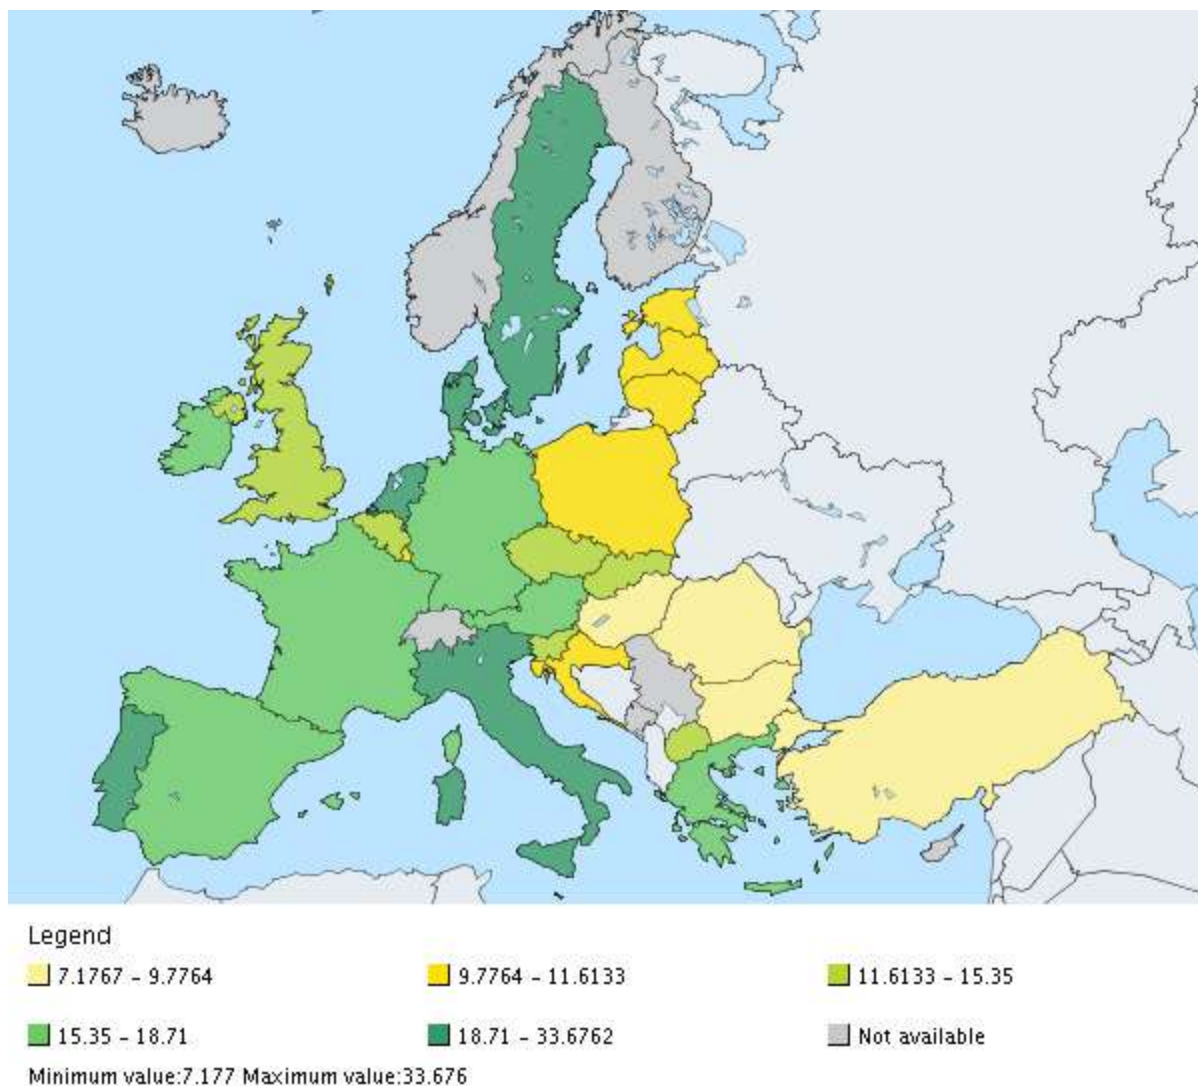 Legend
7.1767 - 9.7764 9.7764 - 11.6133 11.6133 - 15.35
15.35 - 18.71 18.71 - 33.6762 Not available
Minimum value:7.177 Maximum value:33.676